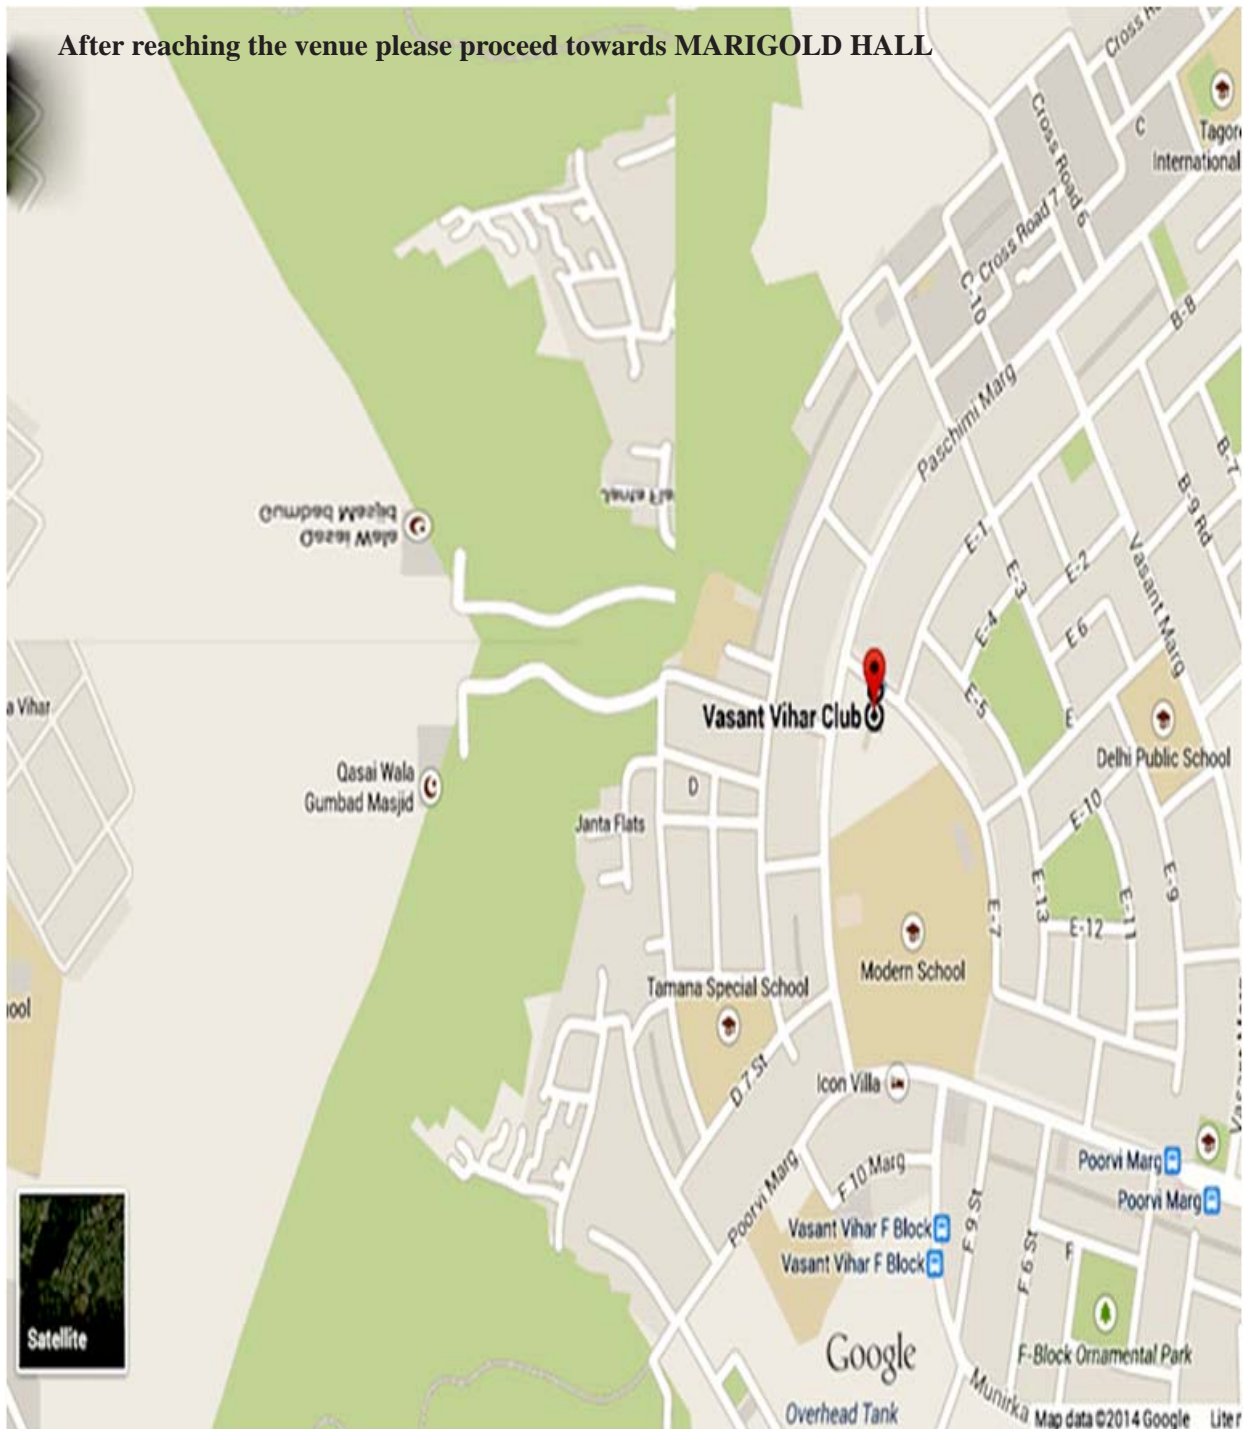 After reaching the venue please proceed towards MARIGOLD HALL
Cross Road 6
C
International
Cross Road 7
C-10
B-8
Paschimi Marg
B-7
B-9 Rd
Janta
Gumbad Masjid
Qasai Wala
E-1
E-2
E-3
Vasant Marg
E-4
E 6
E-5
E
a Vihar
Vasant Vihar Club
Delhi Public School
Qasai Wala
Gumbad Masjid
D
Janta Flats
E-10
E-9
E-13
E-11
E-7
E-12
Modern School
Tamana Special School
D 7 St
Icon Villa
Poorvi Marg
F 10 Marg
Poorvi Marg
Poorvi Marg
Vasant Vihar F Block
Vasant Vihar F Block
F 9 St
F 6 St
F
Satellite
Google
F-Block Ornamental Park
Munirka
Overhead Tank
Map data ©2014 Google